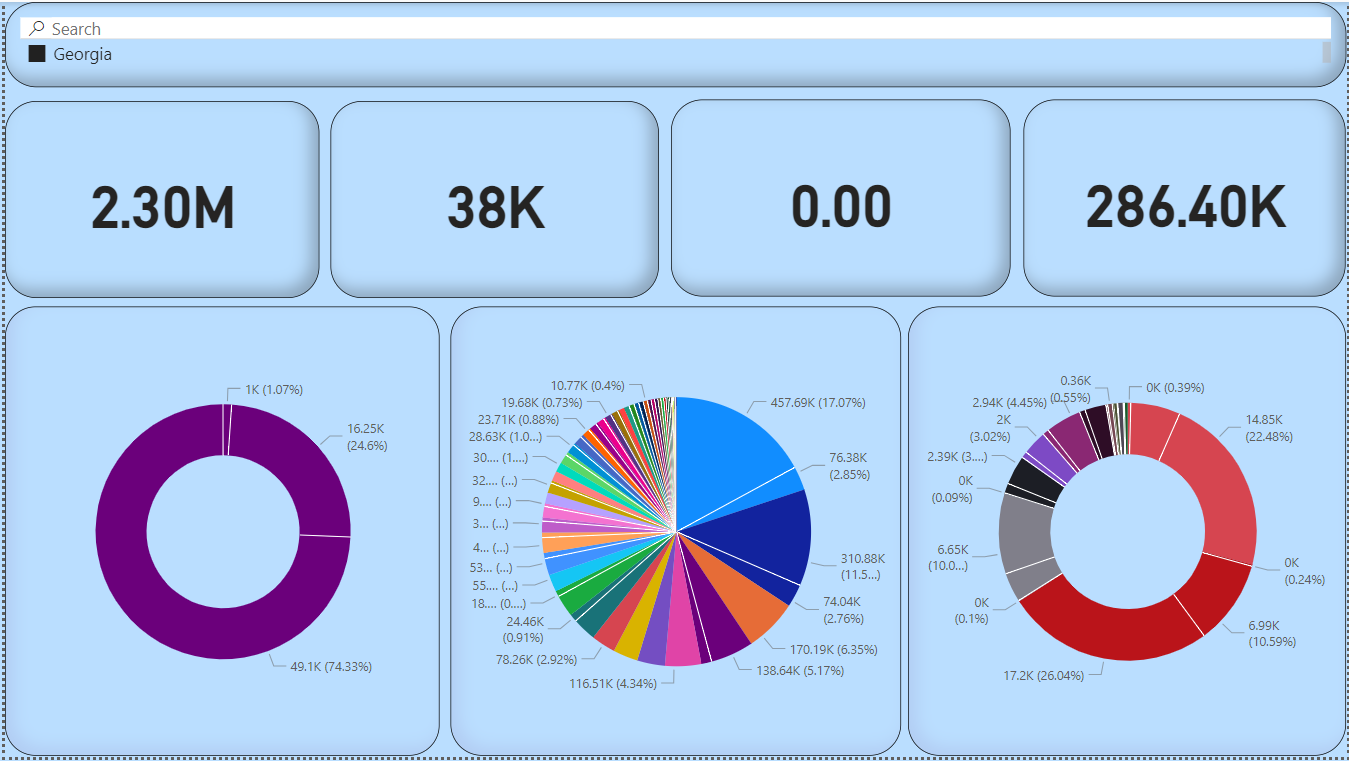 Search
Georgia
2.30M
38K
0.00
286.40K
1K (1.07%)
16.25K
(24.6%)
49.1K (74.33%)
10.77K (0.4%)
19.68K (0.73%)
23.71K (0.88%)
28.63K (1.0...)
30.... (1....)
32.... (...)
9.... (...)
3... (...)
4... (...)
53... (...)
55.... (...)
18.... (0....)
24.46K
(0.91%)
78.26K (2.92%)
116.51K (4.34%)
457.69K (17.07%)
76.38K
(2.85%)
310.88K
(11.5...)
74.04K
(2.76%)
170.19K (6.35%)
138.64K (5.17%)
0.36K
(0.55%)
2.94K (4.45%)
2K
(3.02%)
2.39K (3....)
0K
(0.09%)
6.65K
(10.0...)
0K
(0.1%)
17.2K (26.04%)
0K (0.39%)
14.85K
(22.48%)
0K
(0.24%)
6.99K
(10.59%)